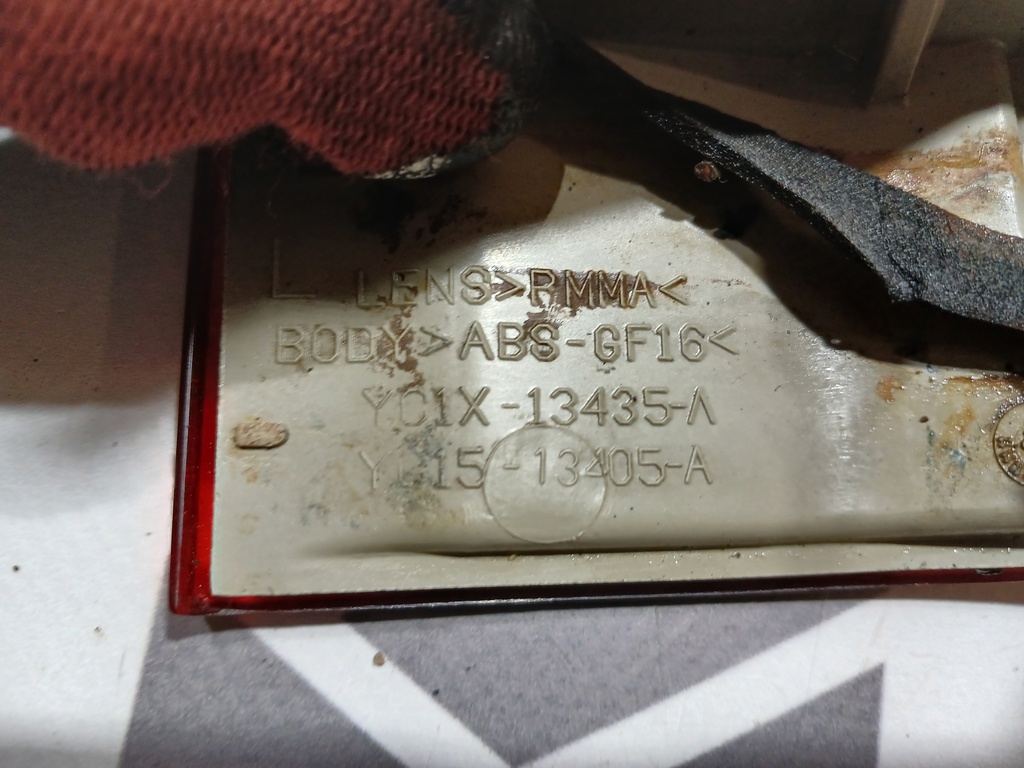 L LENS>PMMA<
BODY>ABS-GF16<
YC1X-13435-A
YC15-13405-A